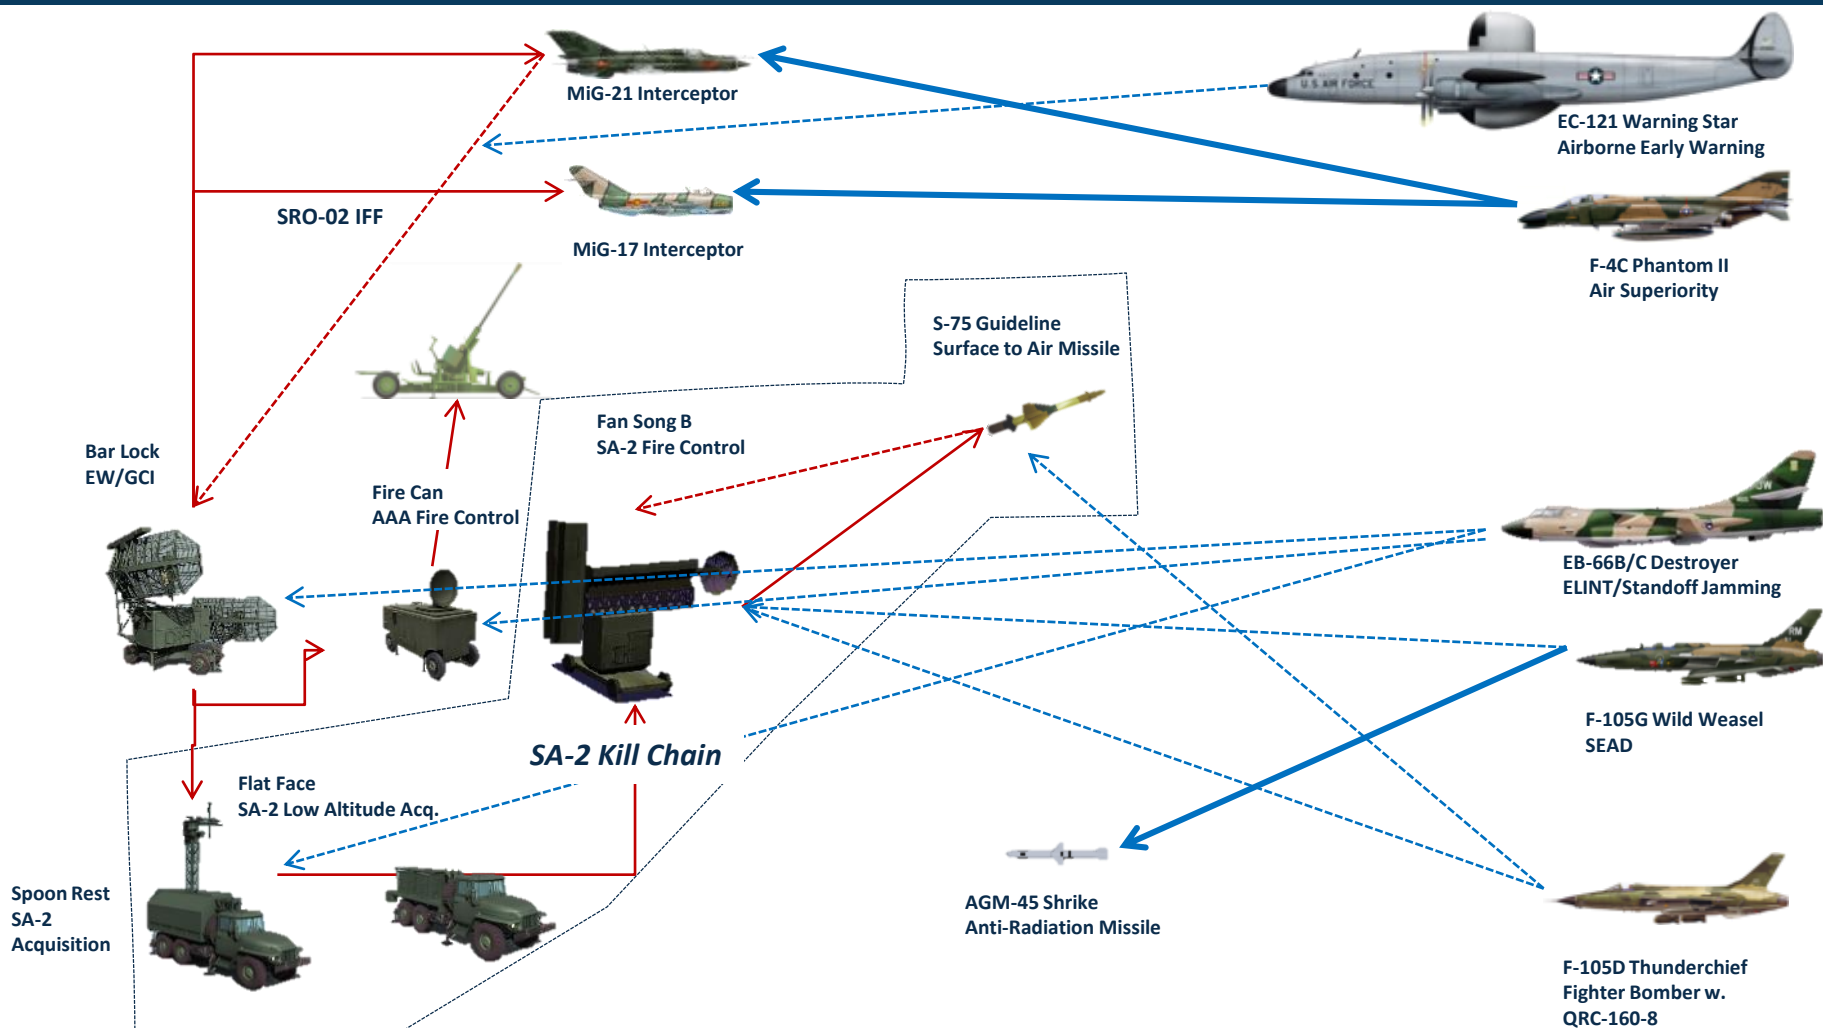 MiG-21 Interceptor
U.S. AIR FORCE
EC-121 Warning Star
Airborne Early Warning
SRO-02 IFF
MiG-17 Interceptor
F-4C Phantom II
Air Superiority
S-75 Guideline
Surface to Air Missile
Fan Song B
SA-2 Fire Control
Bar Lock
EW/GCI
Fire Can
AAA Fire Control
EB-66B/C Destroyer
ELINT/Standoff Jamming
RM
F-105G Wild Weasel
SEAD
SA-2 Kill Chain
Flat Face
SA-2 Low Altitude Acq.
Spoon Rest
SA-2
Acquisition
AGM-45 Shrike
Anti-Radiation Missile
F-105D Thunderchief
Fighter Bomber w.
QRC-160-8